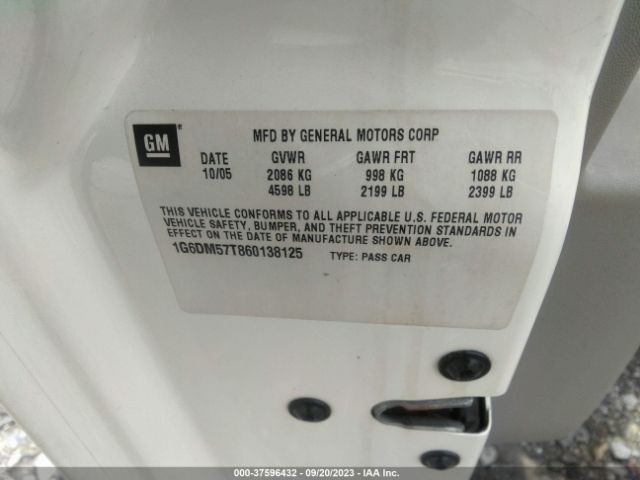 GM ®
MFD BY GENERAL MOTORS CORP
DATE GVWR GAWR FRT GAWR RR
10/05 2086 KG 998 KG 1088 KG
4598 LB 2199 LB 2399 LB
THIS VEHICLE CONFORMS TO ALL APPLICABLE U.S. FEDERAL MOTOR
VEHICLE SAFETY, BUMPER, AND THEFT PREVENTION STANDARDS IN
EFFECT ON THE DATE OF MANUFACTURE SHOWN ABOVE.
1G6DM57T860138125 TYPE: PASS CAR
000-37596432 - 09/20/2023 - IAA Inc.